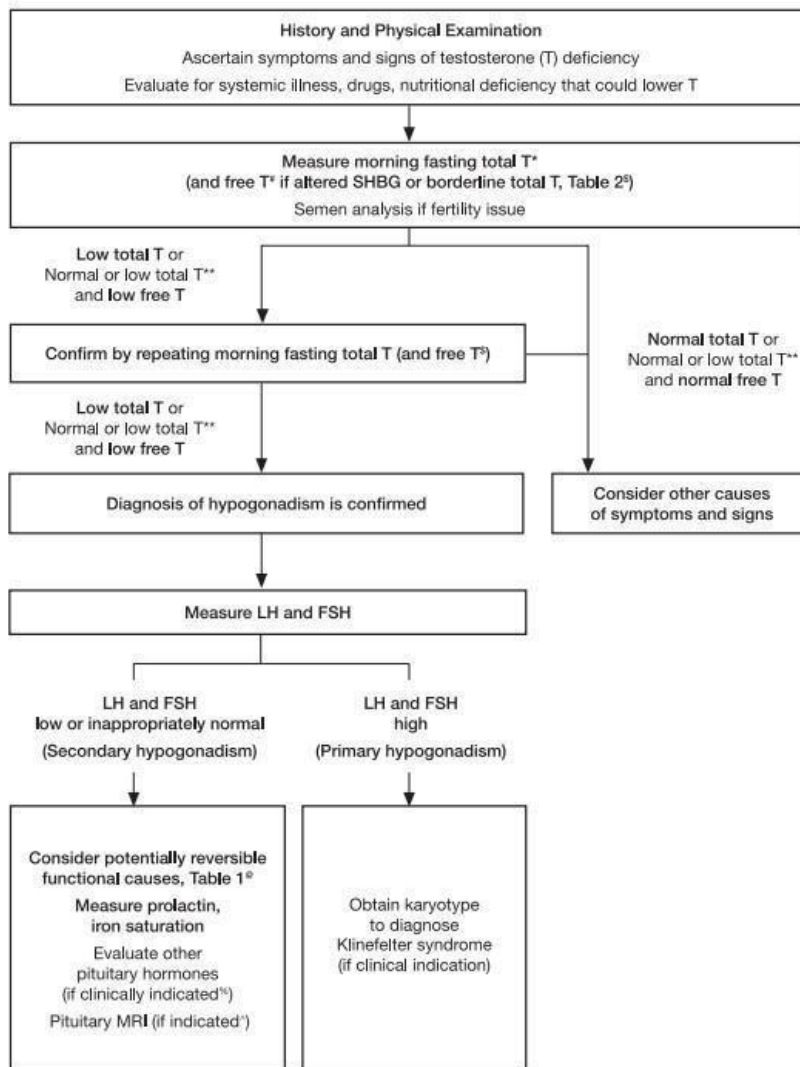 History and Physical Examination
Ascertain symptoms and signs of testosterone (T) deficiency
Evaluate for systemic illness, drugs, nutritional deficiency that could lower T
Measure morning fasting total T*
(and free T# if altered SHBG or borderline total T, Table 2$)
Semen analysis if fertility issue
Low total T or
Normal or low total T**
and low free T
Confirm by repeating morning fasting total T (and free T$)
Normal total T or
Normal or low total T**
and normal free T
Low total T or
Normal or low total T**
and low free T
Diagnosis of hypogonadism is confirmed
Consider other causes
of symptoms and signs
Measure LH and FSH
LH and FSH
low or inappropriately normal
(Secondary hypogonadism)
LH and FSH
high
(Primary hypogonadism)
Consider potentially reversible
functional causes, Table 1@
Measure prolactin,
iron saturation
Evaluate other
pituitary hormones
(if clinically indicated%)
Pituitary MRI (if indicated^)
Obtain karyotype
to diagnose
Klinefelter syndrome
(if clinical indication)